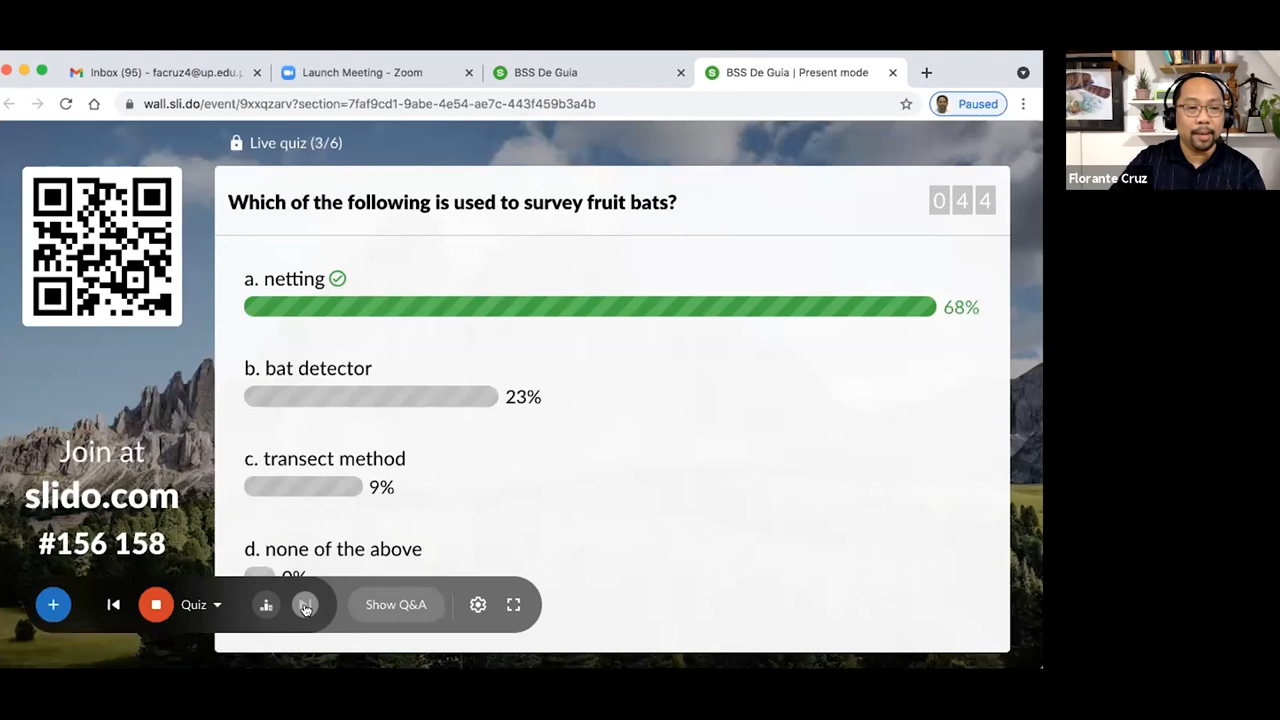 Inbox (95) - facruz4@up.edu.
Launch Meeting - Zoom
BSS De Guia
BSS De Guia | Present mode
wall.sli.do/event/9xxqzarv?section=7faf9cd1-9abe-4e54-ae7c-443f459b3a4b
Paused
Florante Cruz
Live quiz (3/6)
Which of the following is used to survey fruit bats?
044
a. netting
68%
b. bat detector
23%
c. transect method
9%
d. none of the above
0%
Join at
slido.com
#156 158
Quiz
Show Q&A